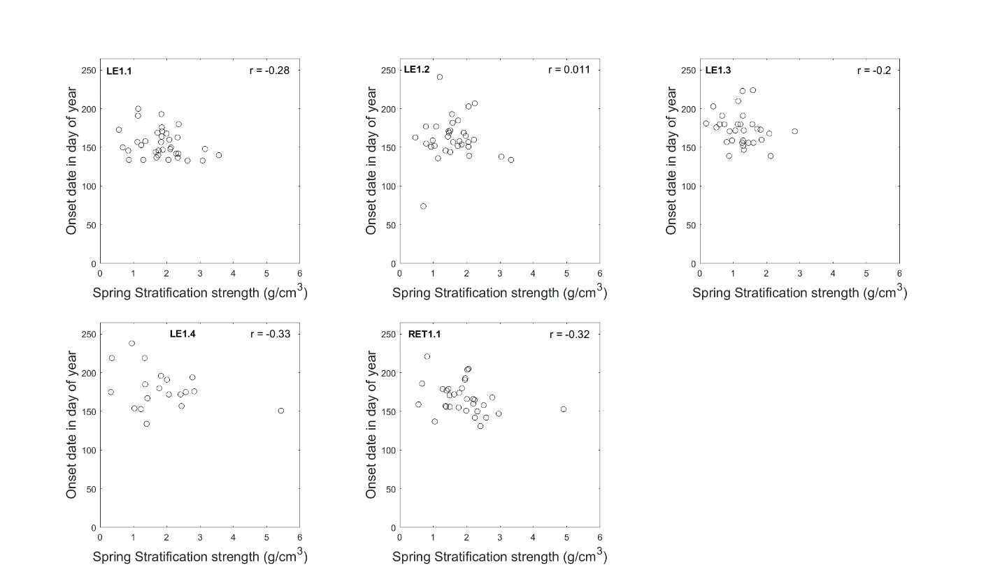 LE1.1
r = -0.28
250
200
150
100
50
0
0 1 2 3 4 5 6
Onset date in day of year
Spring Stratification strength (g/cm³)
LE1.2
r = 0.011
250
200
150
100
50
0
0 1 2 3 4 5 6
Onset date in day of year
Spring Stratification strength (g/cm³)
LE1.3
r = -0.2
250
200
150
100
50
0
0 1 2 3 4 5 6
Onset date in day of year
Spring Stratification strength (g/cm³)
LE1.4
r = -0.33
250
200
150
100
50
0
0 1 2 3 4 5 6
Onset date in day of year
Spring Stratification strength (g/cm³)
RET1.1
r = -0.32
250
200
150
100
50
0
0 1 2 3 4 5 6
Onset date in day of year
Spring Stratification strength (g/cm³)